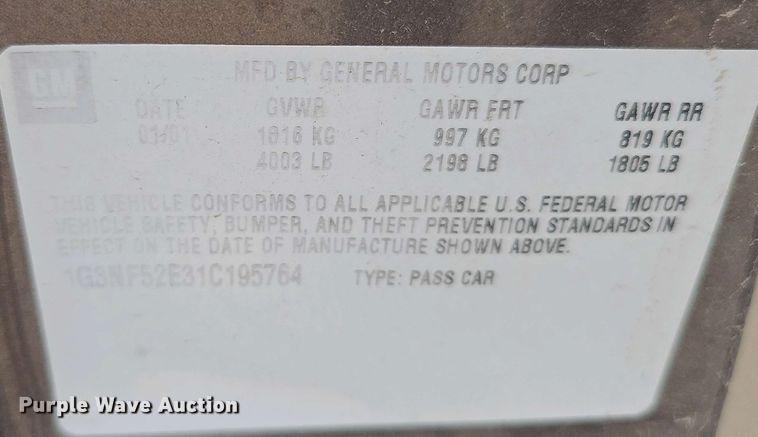 GM
MFD BY GENERAL MOTORS CORP
DATE GVWR GAWR FRT GAWR RR
01/01 1816 KG 997 KG 819 KG
4003 LB 2198 LB 1805 LB
THIS VEHICLE CONFORMS TO ALL APPLICABLE U.S. FEDERAL MOTOR
VEHICLE SAFETY, BUMPER, AND THEFT PREVENTION STANDARDS IN
EFFECT ON THE DATE OF MANUFACTURE SHOWN ABOVE.
1G3NF52E31C195764 TYPE: PASS CAR
Purple Wave Auction